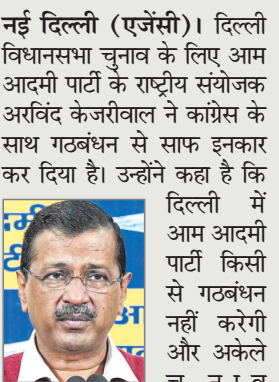 नई दिल्ली (एजेंसी)। दिल्ली
विधानसभा चुनाव के लिए आम
आदमी पार्टी के राष्ट्रीय संयोजक
अरविंद केजरीवाल ने कांग्रेस के
साथ गठबंधन से साफ इनकार
कर दिया है। उन्होंने कहा है कि
दिल्ली में
आम आदमी
पार्टी किसी
से गठबंधन
नहीं करेगी
और अकेले